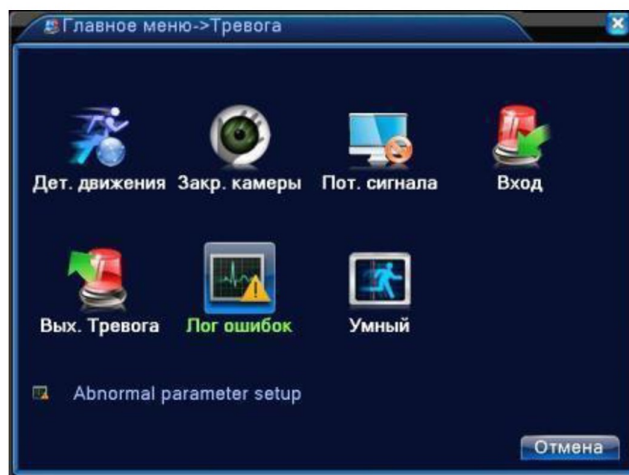 Главное меню->Тревога
Дет. движения Закр. камеры Пот. сигнала Вход
Вых. Тревога Лог ошибок Умный
Abnormal parameter setup
Отмена